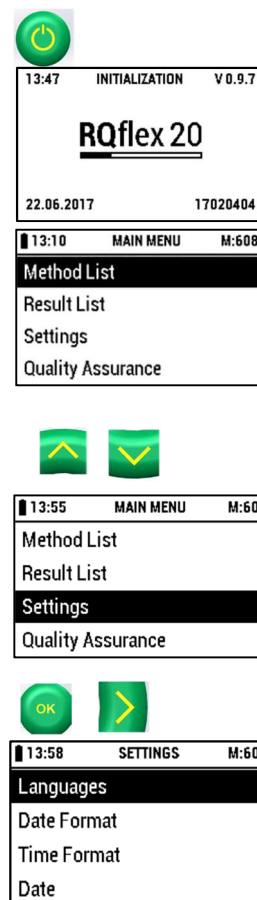 13:47 INITIALIZATION V 0.9.7
RQflex 20
22.06.2017 17020404
13:10 MAIN MENU M:608
Method List
Result List
Settings
Quality Assurance
13:55 MAIN MENU M:60
Method List
Result List
Settings
Quality Assurance
OK
13:58 SETTINGS M:60
Languages
Date Format
Time Format
Date